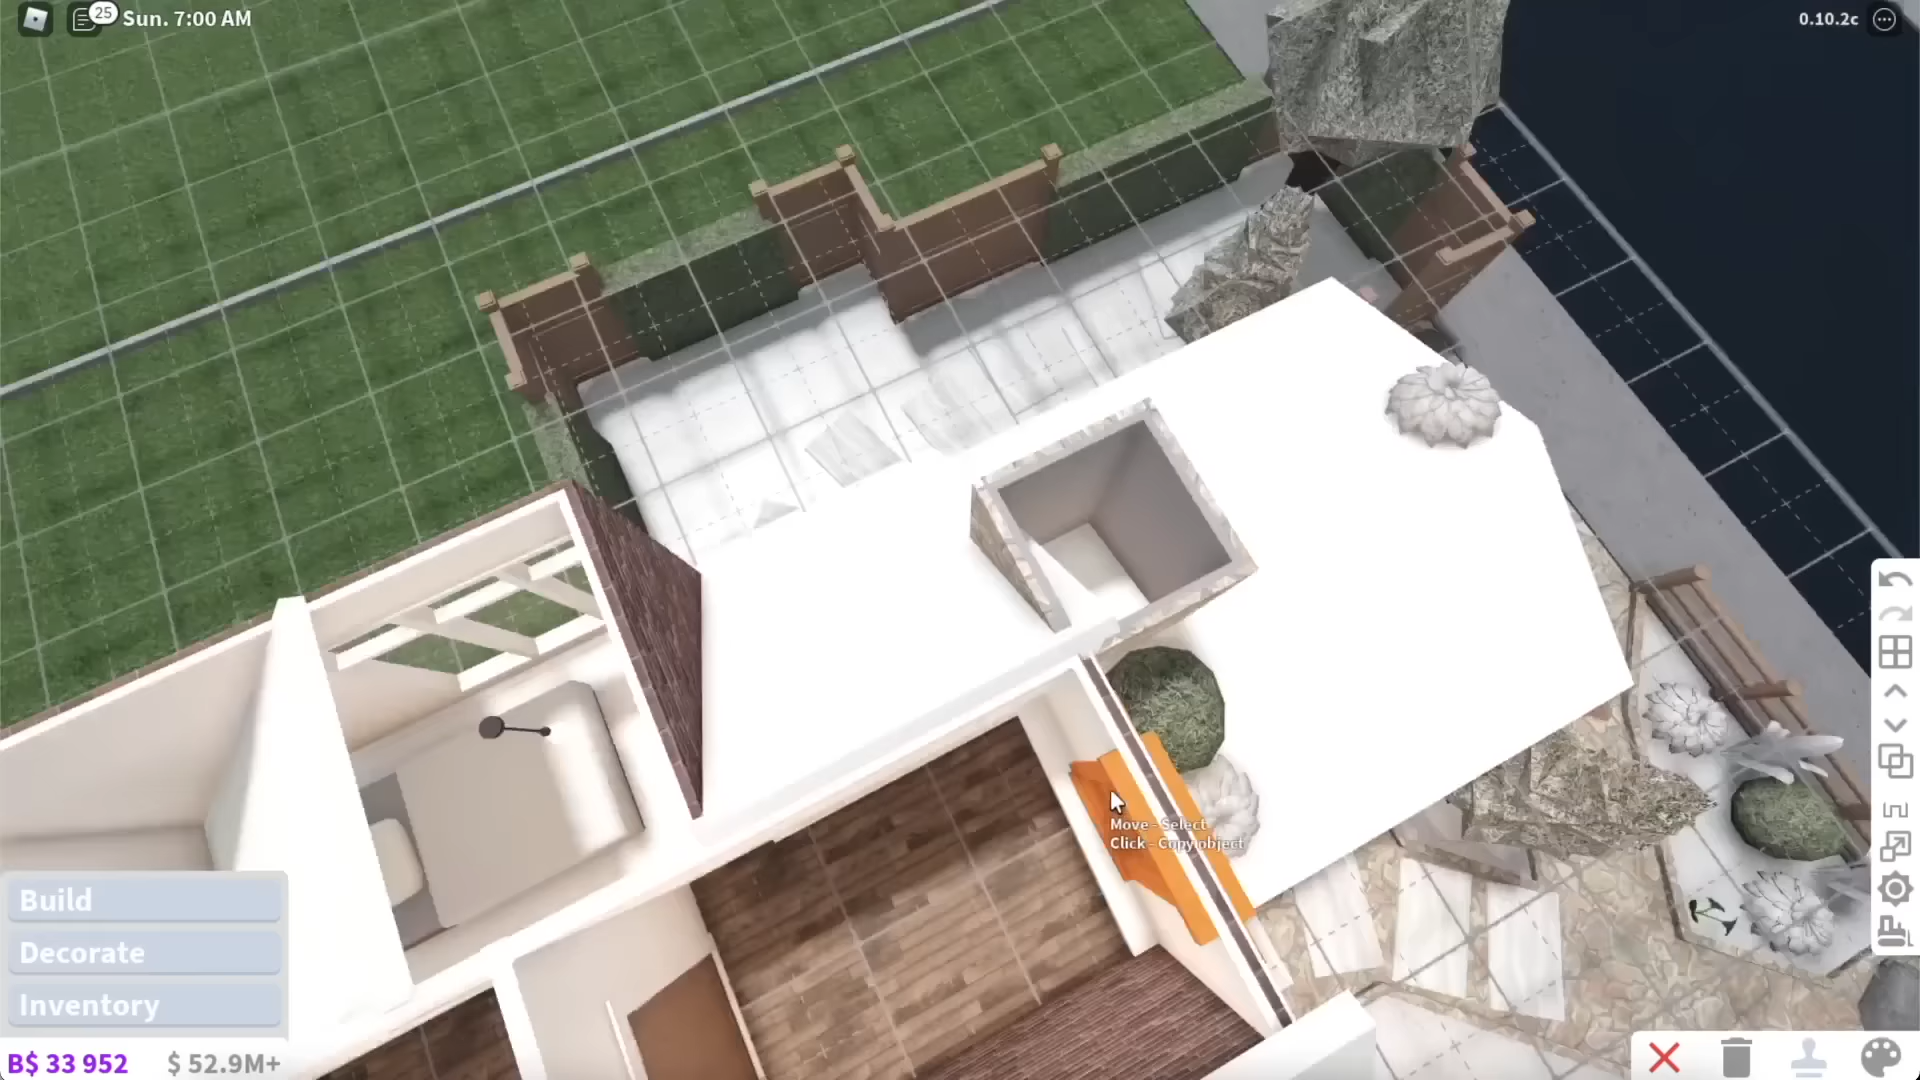 25
Sun. 7:00 AM
0.10.2c
Move - Select
Click - Copy object
Build
Decorate
Inventory
B$ 33 952
$ 52.9M+